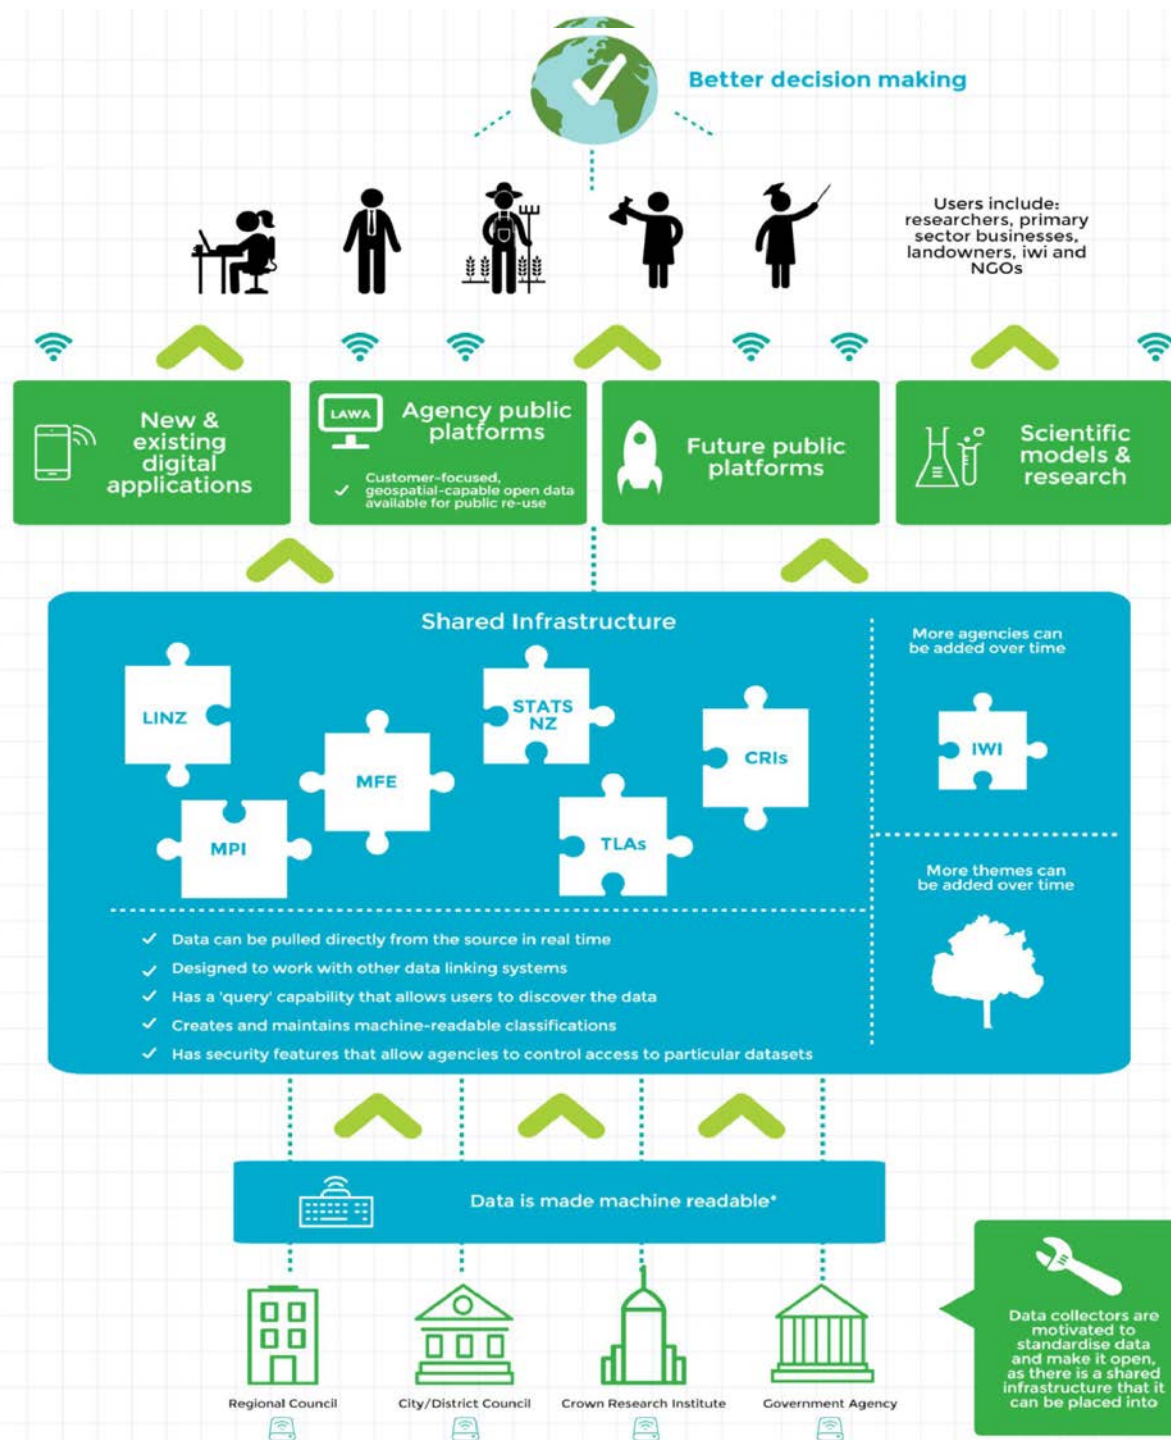 Better decision making
Users include:
researchers, primary
sector businesses,
landowners, iwi and
NGOs
New &
existing
digital
applications
LAWA
Agency public
platforms
Customer-focused,
geospatial-capable open data
available for public re-use
Future public
platforms
Scientific
models &
research
Shared Infrastructure
LINZ
MPI
MFE
STATS
NZ
TLAs
CRIs
More agencies can
be added over time
IWI
More themes can
be added over time
Data can be pulled directly from the source in real time
Designed to work with other data linking systems
Has a 'query' capability that allows users to discover the data
Creates and maintains machine-readable classifications
Has security features that allow agencies to control access to particular datasets
Data is made machine readable*
Regional Council
City/District Council
Crown Research Institute
Government Agency
Data collectors are
motivated to
standardise data
and make it open,
as there is a shared
infrastructure that it
can be placed into